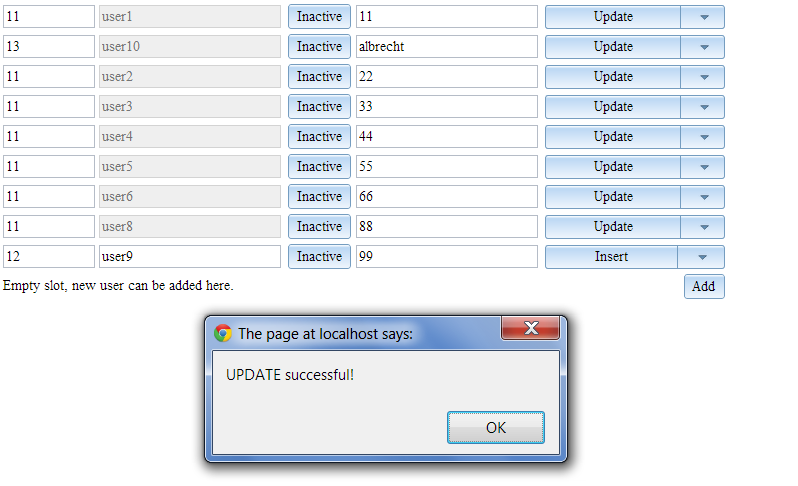 11 user1 Inactive 11 Update
13 user10 Inactive albrecht Update
11 user2 Inactive 22 Update
11 user3 Inactive 33 Update
11 user4 Inactive 44 Update
11 user5 Inactive 55 Update
11 user6 Inactive 66 Update
11 user8 Inactive 88 Update
12 user9 Inactive 99 Insert
Empty slot, new user can be added here. Add
The page at localhost says:
UPDATE successful!
OK